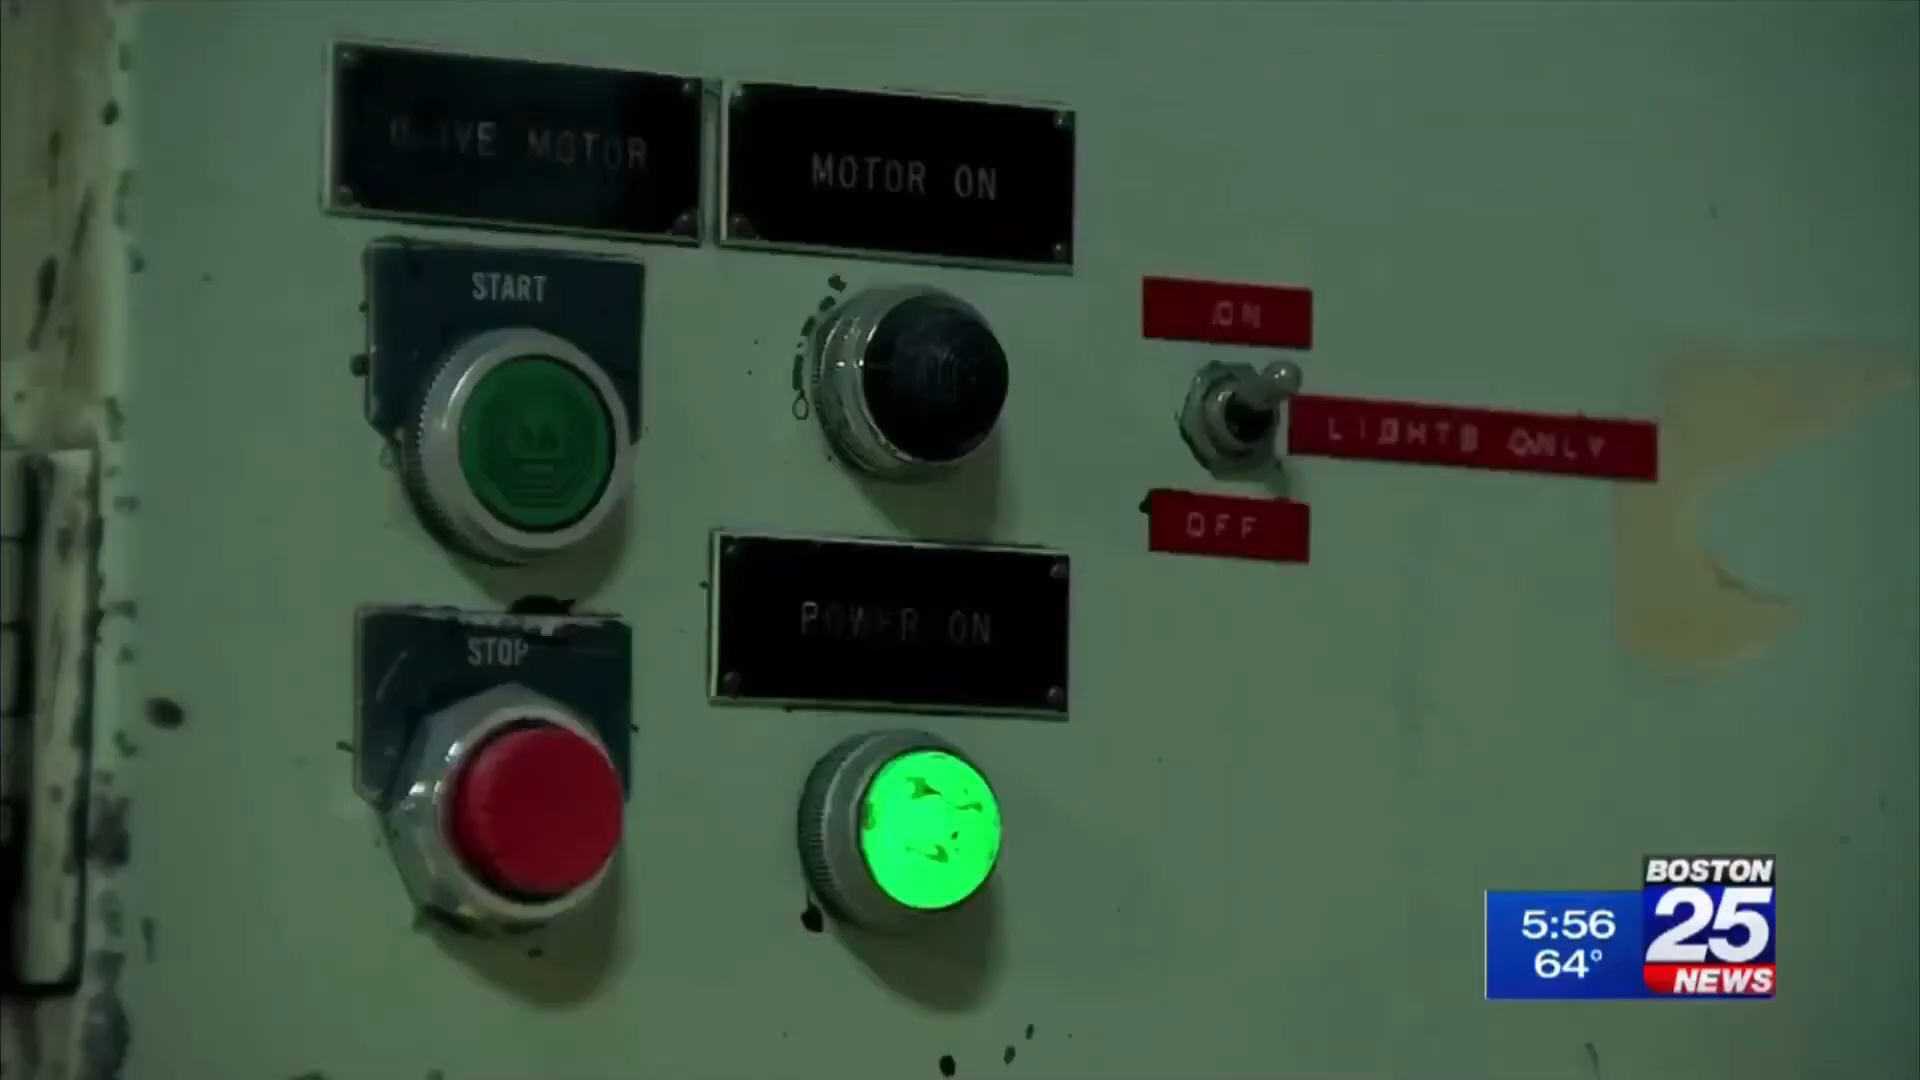 MOTOR
MOTOR ON
START
ON
LIGHTS ONLY
OFF
STOP
POWER ON
5:56
64°
BOSTON
25
NEWS